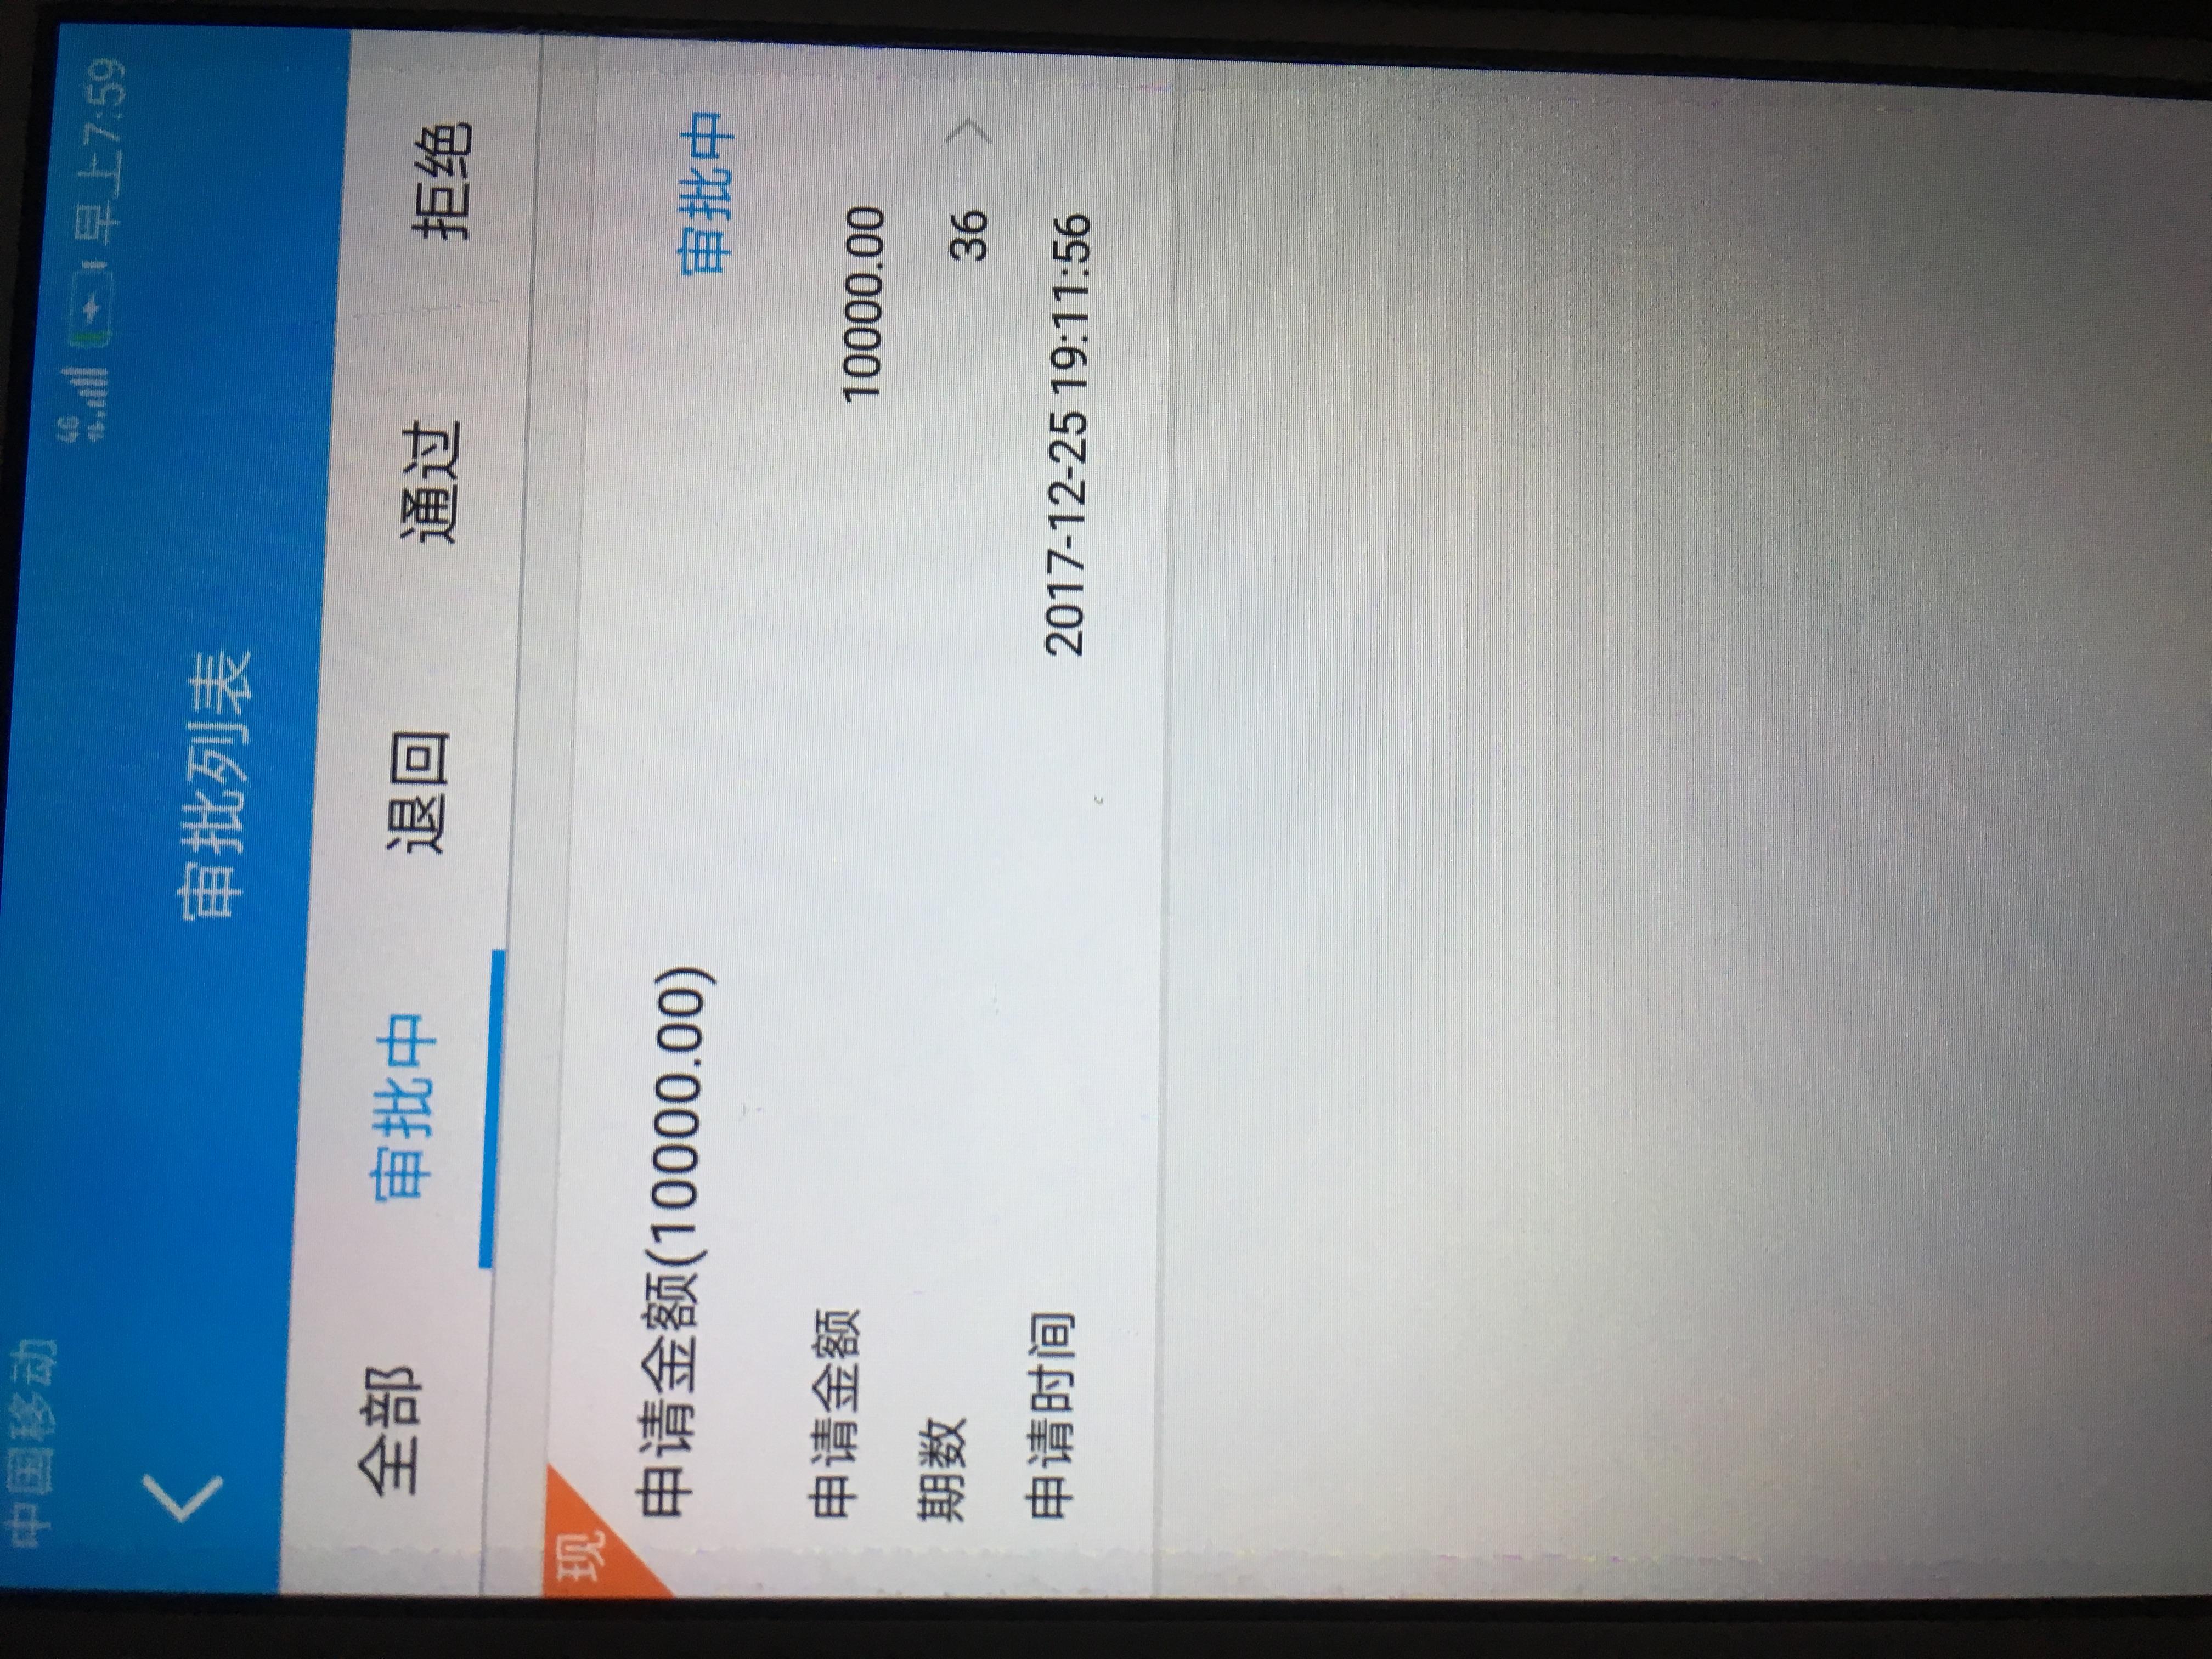 中国移动 4G 早上7:59
审批列表
全部 审批中 退回 通过 拒绝
现
申请金额(10000.00) 审批中
申请金额 10000.00
期数 36
申请时间 2017-12-25 19:11:56